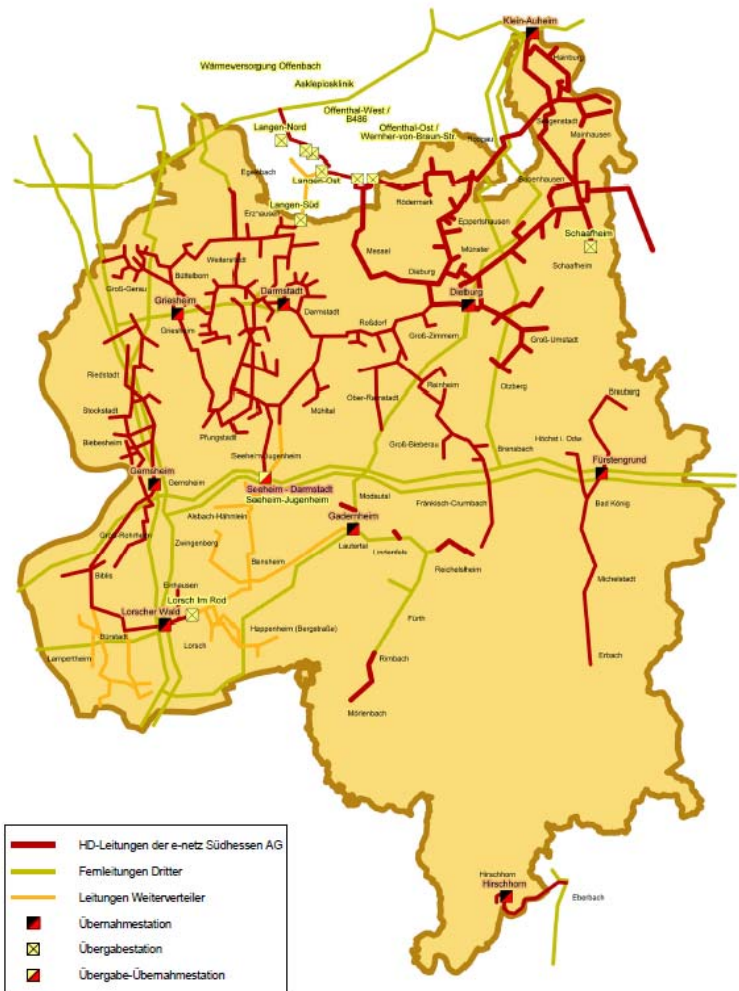 Klein-Auheim
Hainburg
Wärmeversorgung Offenbach
Asklepiosklinik
Seligenstadt
Offenthal-West /
B486
Langen-Nord
Offenthal-Ost /
Wernher-von-Braun-Str.
Mainhausen
Rodgau
Egelsbach
Langen-Ost
Babenhausen
Rödermark
Erzhausen
Langen-Süd
Eppertshausen
Schaafheim
Messel
Münster
Weiterstadt
Schaafheim
Büttelborn
Dieburg
Groß-Gerau
Griesheim
Darmstadt
Dieburg
Darmstadt
Griesheim
Roßdorf
Groß-Zimmern
Groß-Umstadt
Riedstadt
Reinheim
Otzberg
Breuberg
Ober-Ramstadt
Stockstadt
Mühltal
Pfungstadt
Biebesheim
Groß-Bieberau
Höchst i. Odw.
Seeheim-Jugenheim
Brensbach
Fürstengrund
Gernsheim
Gernsheim
Seeheim - Darmstadt
Seeheim-Jugenheim
Modautal
Fränkisch-Crumbach
Bad König
Alsbach-Hähnlein
Gadernheim
Groß-Rohrheim
Zwingenberg
Lautertal
Lindenfels
Bensheim
Reichelsheim
Biblis
Einhausen
Michelstadt
Lorsch Im Rod
Lorscher Wald
Fürth
Bürstadt
Heppenheim (Bergstraße)
Lorsch
Erbach
Lampertheim
Rimbach
Mörlenbach
HD-Leitungen der e-netz Südhessen AG
Fernleitungen Dritter
Leitungen Weiterverteiler
Übernahmestation
Übergabestation
Übergabe-Übernahmestation
Hirschhorn
Hirschhorn
Eberbach